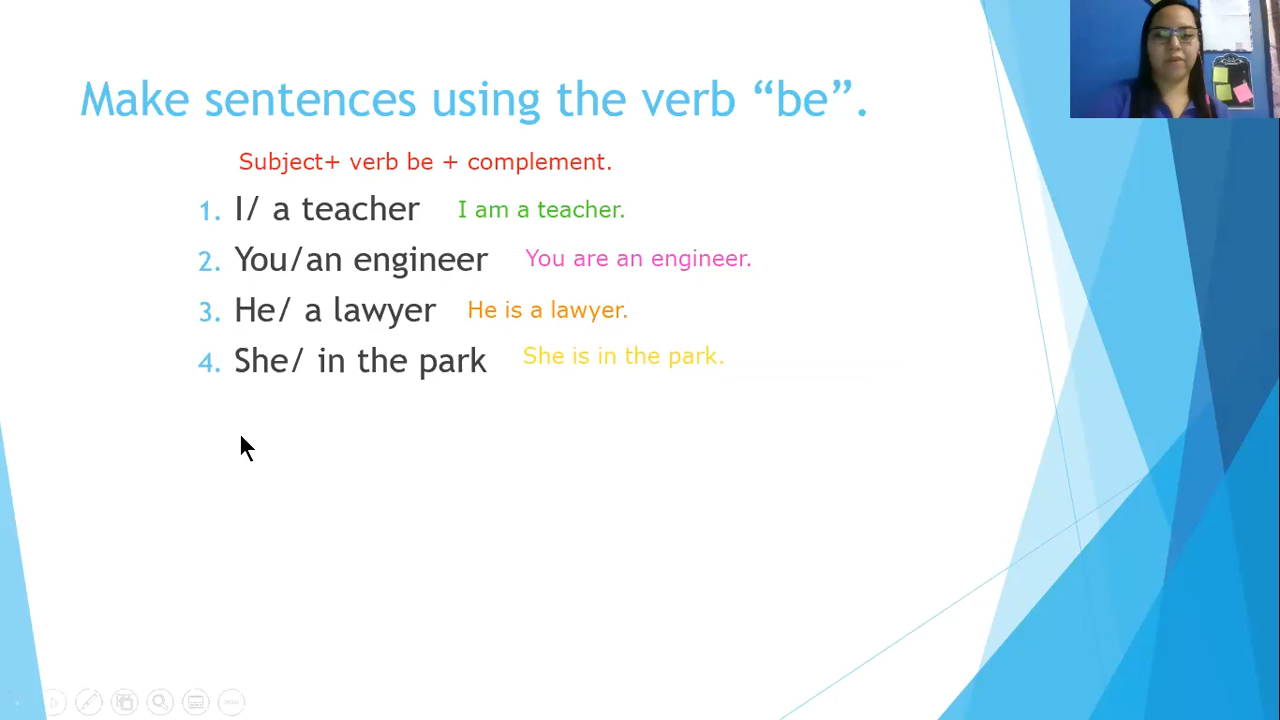 Make sentences using the verb “be”.
Subject+ verb be + complement.
1. I/ a teacher I am a teacher.
2. You/an engineer You are an engineer.
3. He/ a lawyer He is a lawyer.
4. She/ in the park She is in the park.